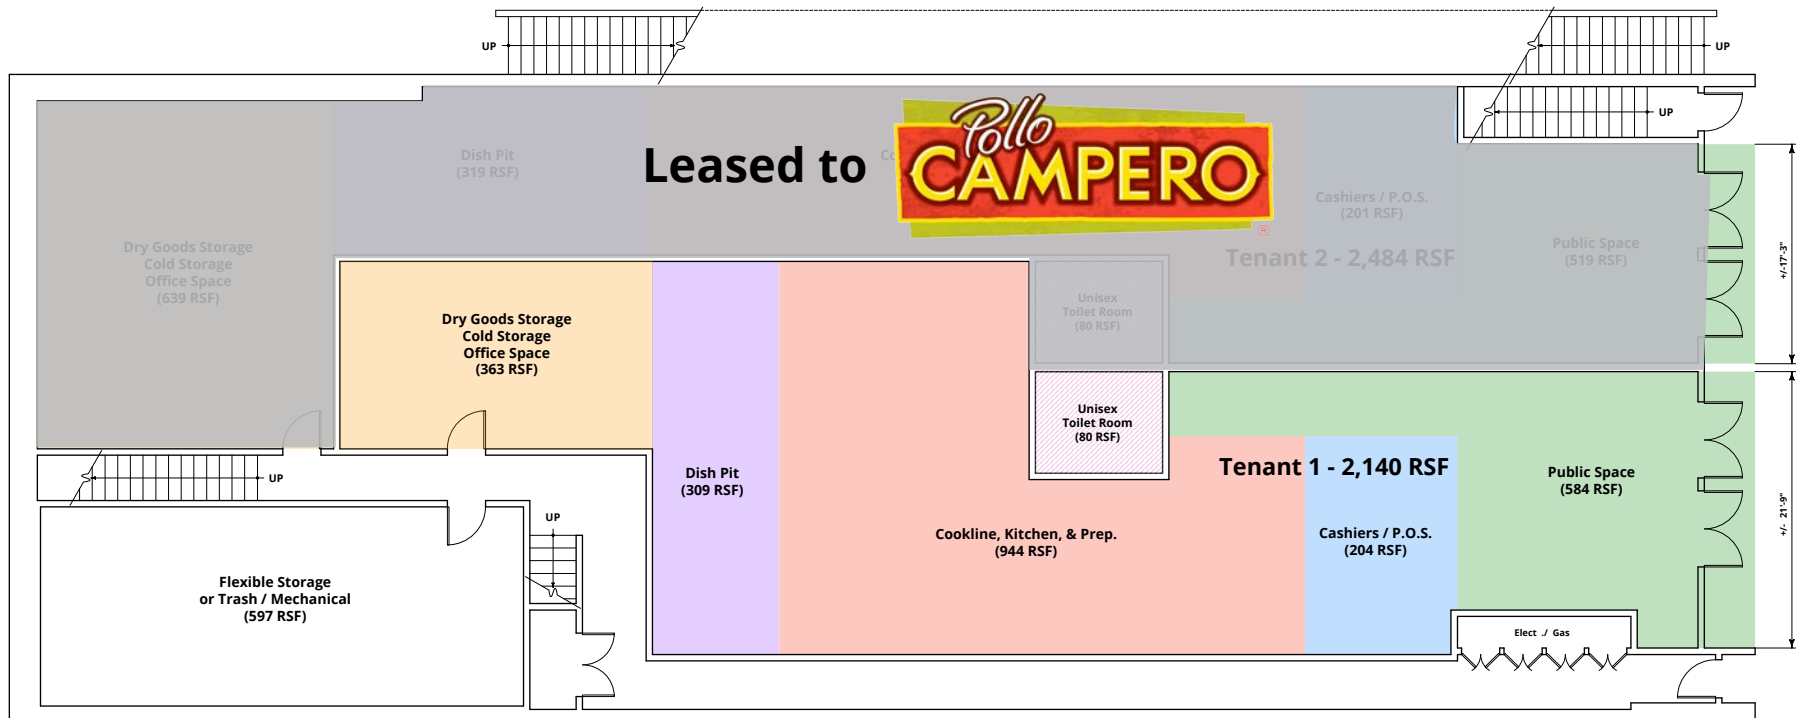 UP
UP
UP
Leased to
Pollo
CAMPERO
®
Dish Pit
(319 RSF)
Co
Cashiers / P.O.S.
(201 RSF)
Dry Goods Storage
Cold Storage
Office Space
(639 RSF)
Tenant 2 - 2,484 RSF
Public Space
(519 RSF)
+/-17'-3"
Unisex
Toilet Room
(80 RSF)
Dry Goods Storage
Cold Storage
Office Space
(363 RSF)
Unisex
Toilet Room
(80 RSF)
UP
Dish Pit
(309 RSF)
Tenant 1 - 2,140 RSF
Public Space
(584 RSF)
+/- 21'-9"
UP
Cookline, Kitchen, & Prep.
(944 RSF)
Cashiers / P.O.S.
(204 RSF)
Flexible Storage
or Trash / Mechanical
(597 RSF)
Elect ./ Gas